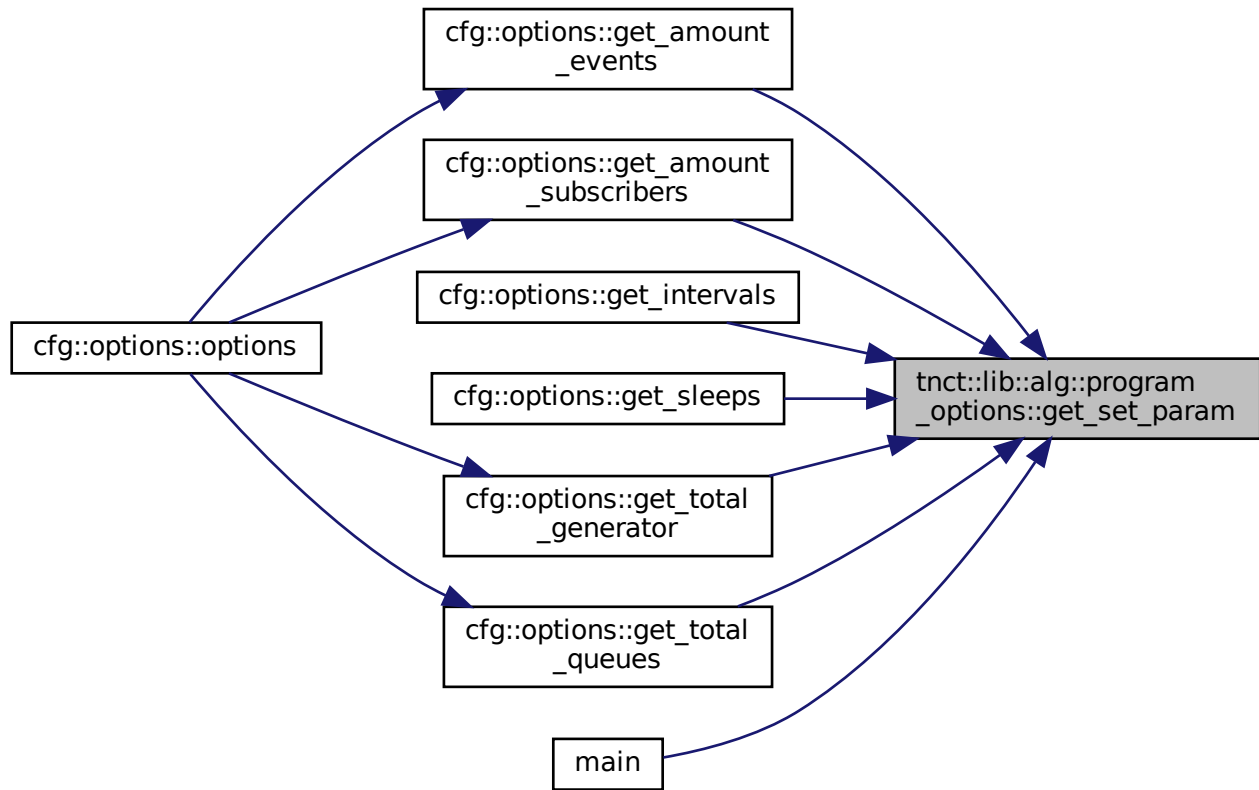 cfg::options::get_amount
_events
cfg::options::get_amount
_subscribers
cfg::options::get_intervals
cfg::options::options
tnct::lib::alg::program
_options::get_set_param
cfg::options::get_sleeps
cfg::options::get_total
_generator
cfg::options::get_total
_queues
main